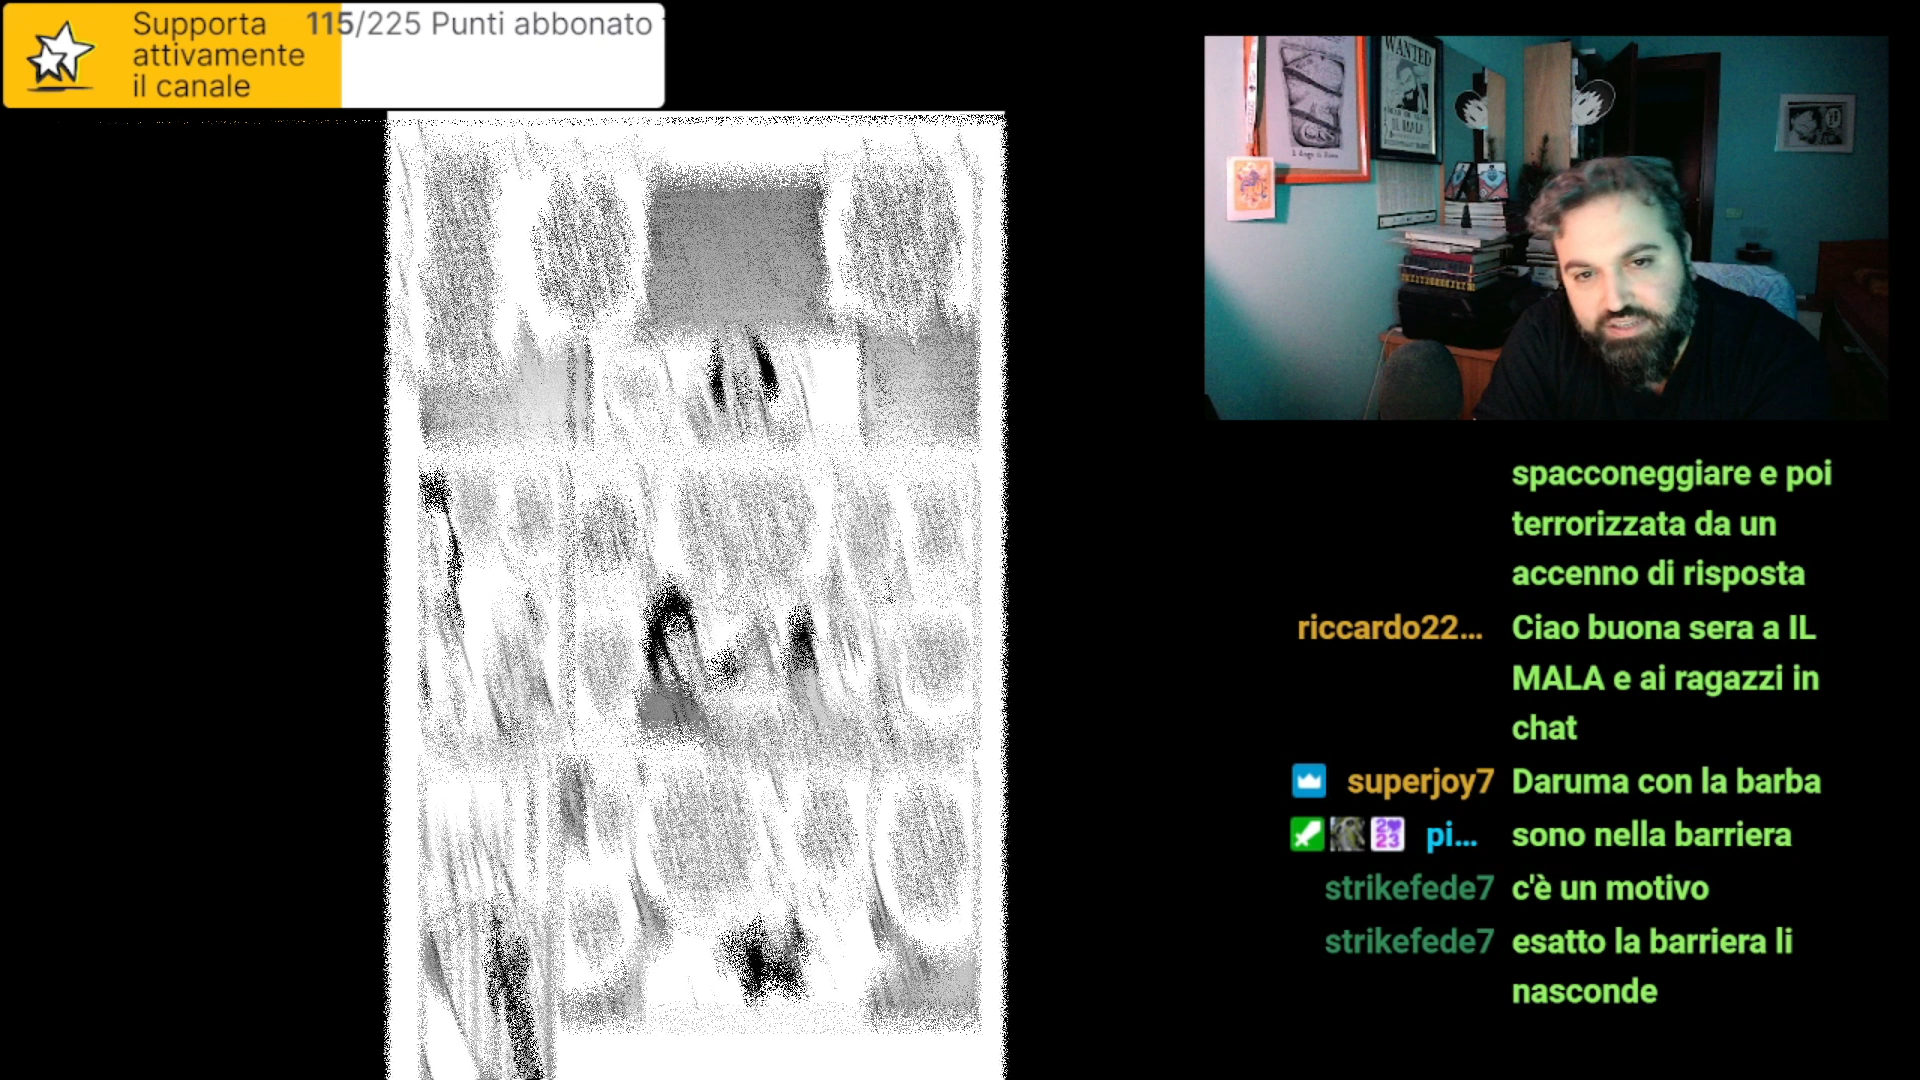 Supporta
attivamente
il canale
115/225 Punti abbonato
WANTED
spacconeggiare e poi
terrorizzata da un
accenno di risposta
riccardo22... Ciao buona sera a IL
MALA e ai ragazzi in
chat
superjoy7 Daruma con la barba
pi... sono nella barriera
strikefede7 c'è un motivo
strikefede7 esatto la barriera li
nasconde